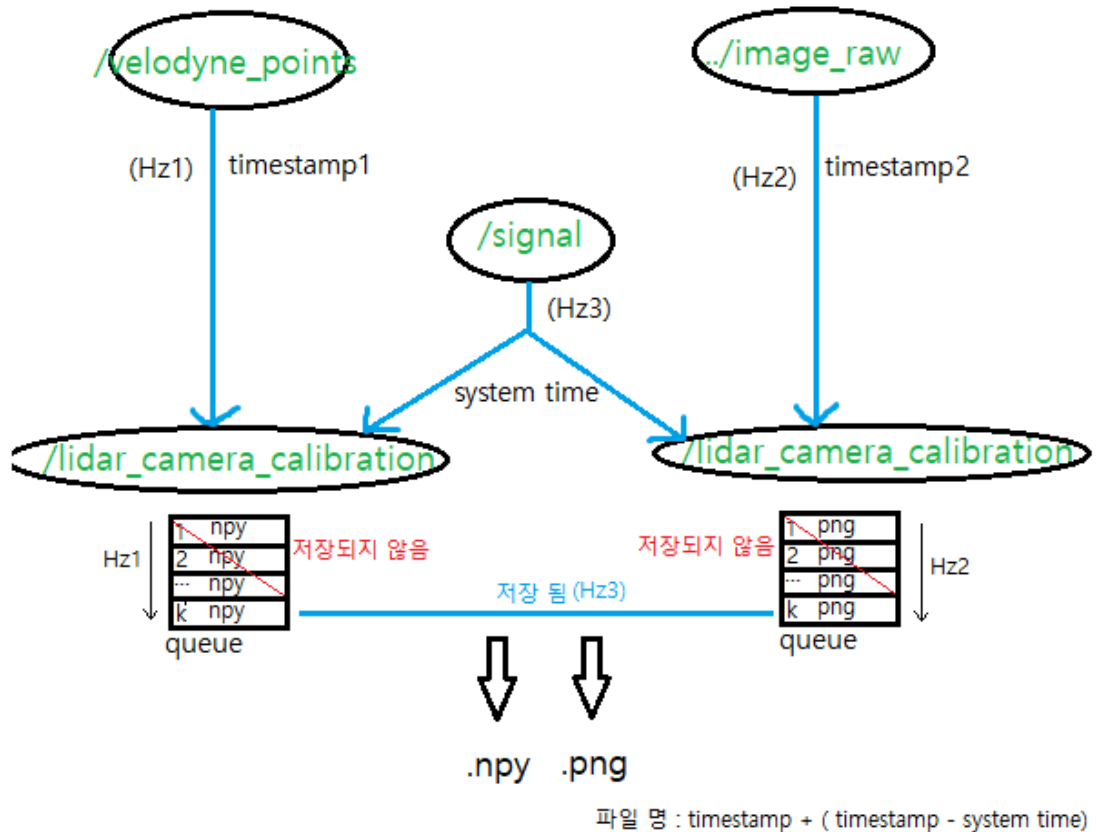 /velodyne_points
../image_raw
(Hz1) timestamp1
(Hz2) timestamp2
/signal
(Hz3)
system time
/lidar_camera_calibration
/lidar_camera_calibration
Hz1
1 npy
2 npy
... npy
k npy
queue
저장되지 않음
저장되지 않음
저장 됨 (Hz3)
1 png
2 png
... png
k png
queue
Hz2
.npy .png
파일 명 : timestamp + ( timestamp - system time)